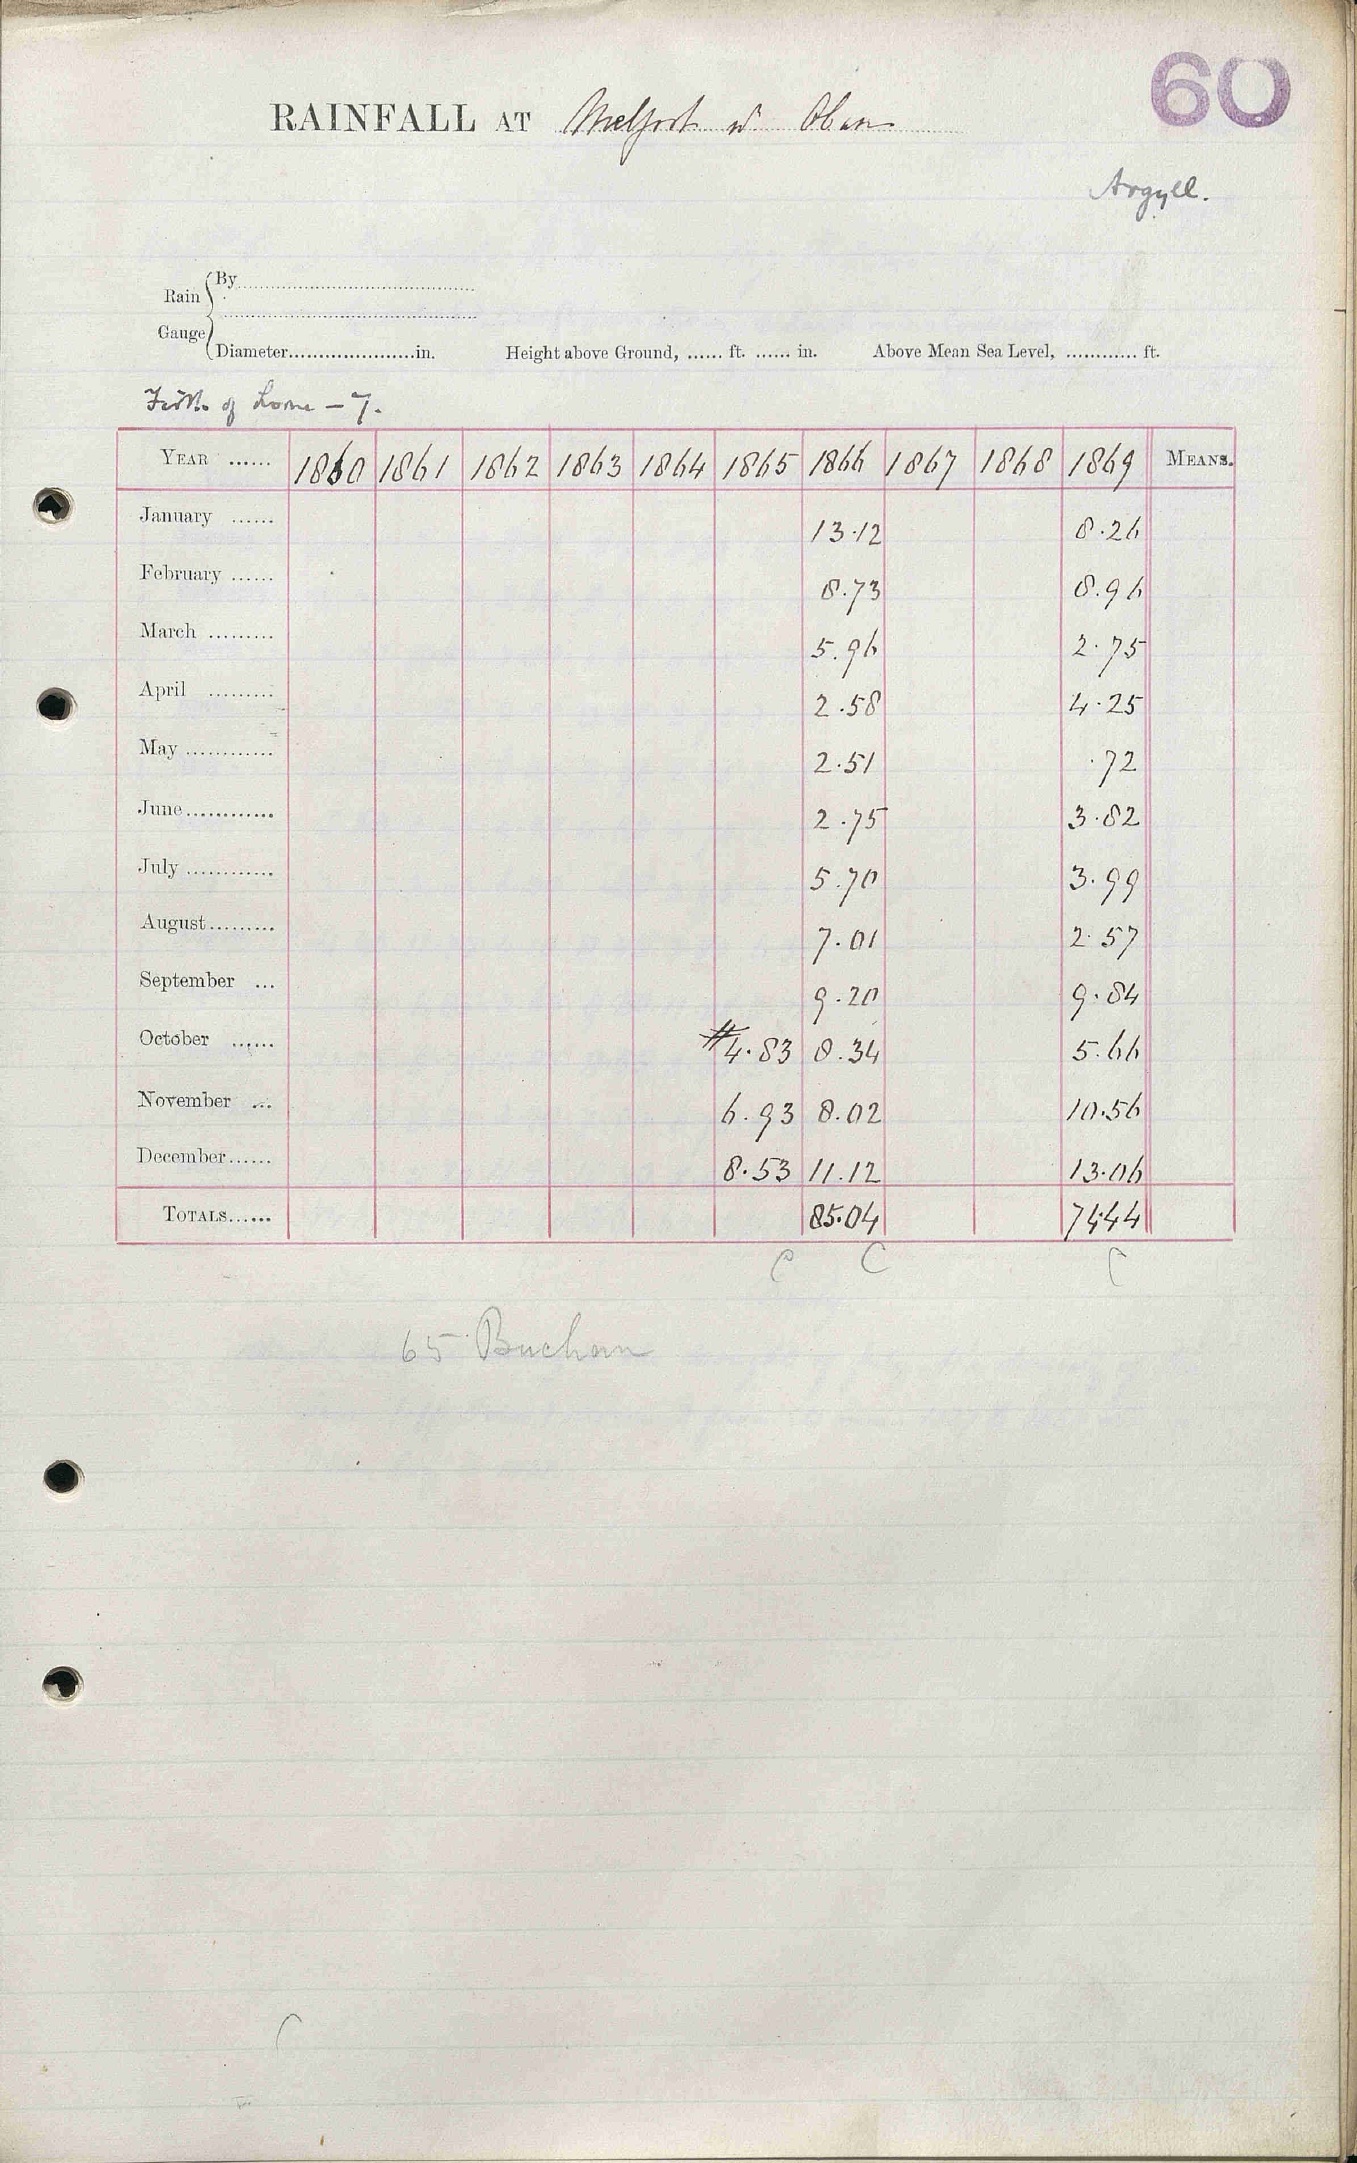 60
RAINFALL AT Melfort nr Oban
Argyll.
Rain Gauge
By
Diameter.....................in. Height above Ground, ...... ft. ...... in. Above Mean Sea Level, ............ ft.
Firth of Lorne - 7.
YEAR ...... 1860 1861 1862 1863 1864 1865 1866 1867 1868 1869 MEANS.
January ...... 13.12 8.26
February ...... 8.73 8.96
March ......... 5.96 2.75
April ......... 2.58 4.25
May ............ 2.51 .72
June............ 2.75 3.82
July ............ 5.70 3.99
August......... 7.01 2.57
September ... 9.20 9.84
October ...... #4.83 8.34 5.66
November ... 6.93 8.02 10.56
December...... 8.53 11.12 13.06
TOTALS...... 85.04 74.44
C C C
65 Buchan